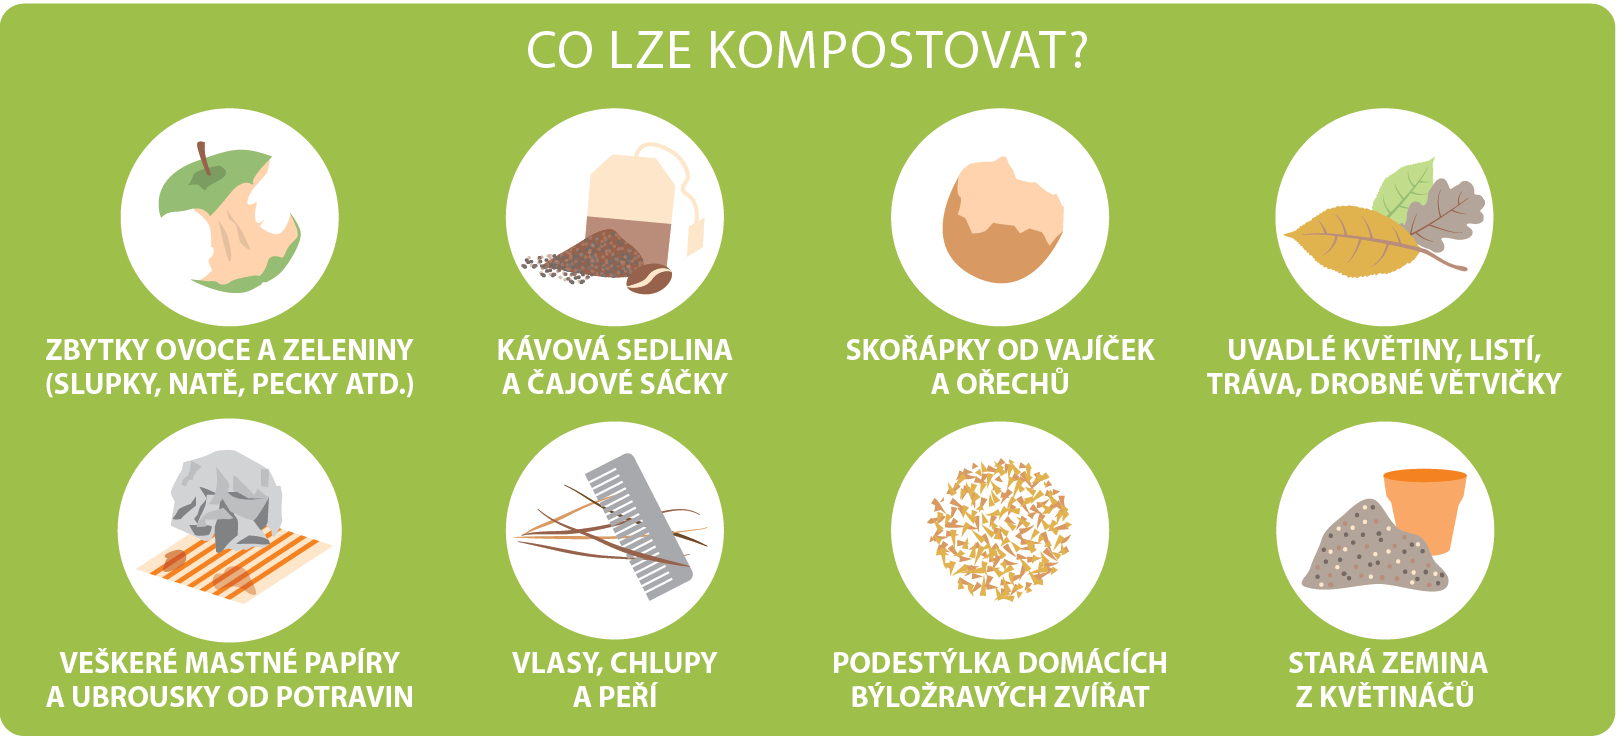 CO LZE KOMPOSTOVAT?
ZBYTKY OVOCE A ZELENINY
(SLUPKY, NATĚ, PECKY ATD.)
KÁVOVÁ SEDLINA
A ČAJOVÉ SÁČKY
SKOŘÁPKY OD VAJÍČEK
A OŘECHŮ
UVADLÉ KVĚTINY, LISTÍ,
TRÁVA, DROBNÉ VĚTVIČKY
VEŠKERÉ MASTNÉ PAPÍRY
A UBROUSKY OD POTRAVIN
VLASY, CHLUPY
A PEŘÍ
PODESTÝLKA DOMÁCÍCH
BÝLOŽRAVÝCH ZVÍŘAT
STARÁ ZEMINA
Z KVĚTINÁČŮ